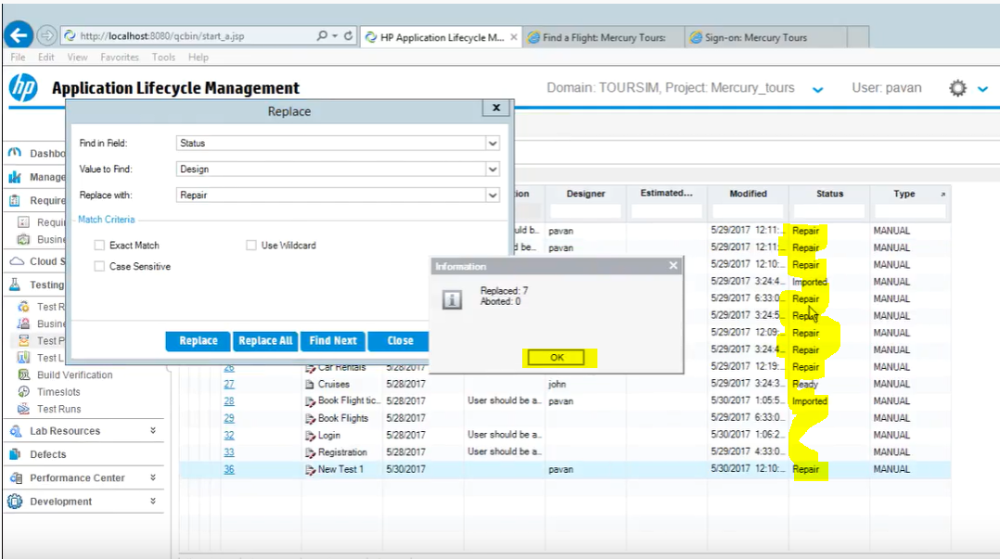 http://localhost:8080/qcbin/start_a.jsp
HP Application Lifecycle M...
Find a Flight: Mercury Tours:
Sign-on: Mercury Tours
File Edit View Favorites Tools Help
hp Application Lifecycle Management
Domain: TOURSIM, Project: Mercury_tours
User: pavan
Replace
x
Find in Field: Status
Value to Find: Design
Replace with: Repair
Match Criteria
Exact Match Use Wildcard
Case Sensitive
Replace Replace All Find Next Close
Information
Replaced: 7
Aborted: 0
OK
Dashbo
Manage
Require
Requi
Busine
Cloud S
Testing
Test R
Busine
Test P
Test L
Build Verification
Timeslots
Test Runs
Lab Resources
Defects
Performance Center
Development
ion Designer Estimated... Modified Status Type
uld b.. pavan 5/29/2017 12:11:.. Repair MANUAL
d be... pavan 5/29/2017 12:11:.. Repair MANUAL
5/29/2017 12:10:.. Repair MANUAL
5/29/2017 3:24:4... Imported MANUAL
5/29/2017 6:33:0... Repair MANUAL
5/29/2017 3:24:5... Repair MANUAL
5/29/2017 12:09:.. Repair MANUAL
5/29/2017 3:24:4... Repair MANUAL
26 Car Rentals 5/28/2017 5/29/2017 12:19:.. Repair MANUAL
27 Cruises 5/28/2017 john 5/29/2017 3:24:3... Ready MANUAL
28 Book Flight tic.. 5/28/2017 User should be a.. pavan 5/30/2017 1:05:5... Imported MANUAL
29 Book Flights 5/28/2017 5/29/2017 6:33:0... MANUAL
32 Login 5/28/2017 User should be a.. 5/30/2017 1:06:2... MANUAL
33 Registration 5/28/2017 User should be a.. 5/29/2017 4:33:0... MANUAL
36 New Test 1 5/30/2017 pavan 5/30/2017 12:10:.. Repair MANUAL